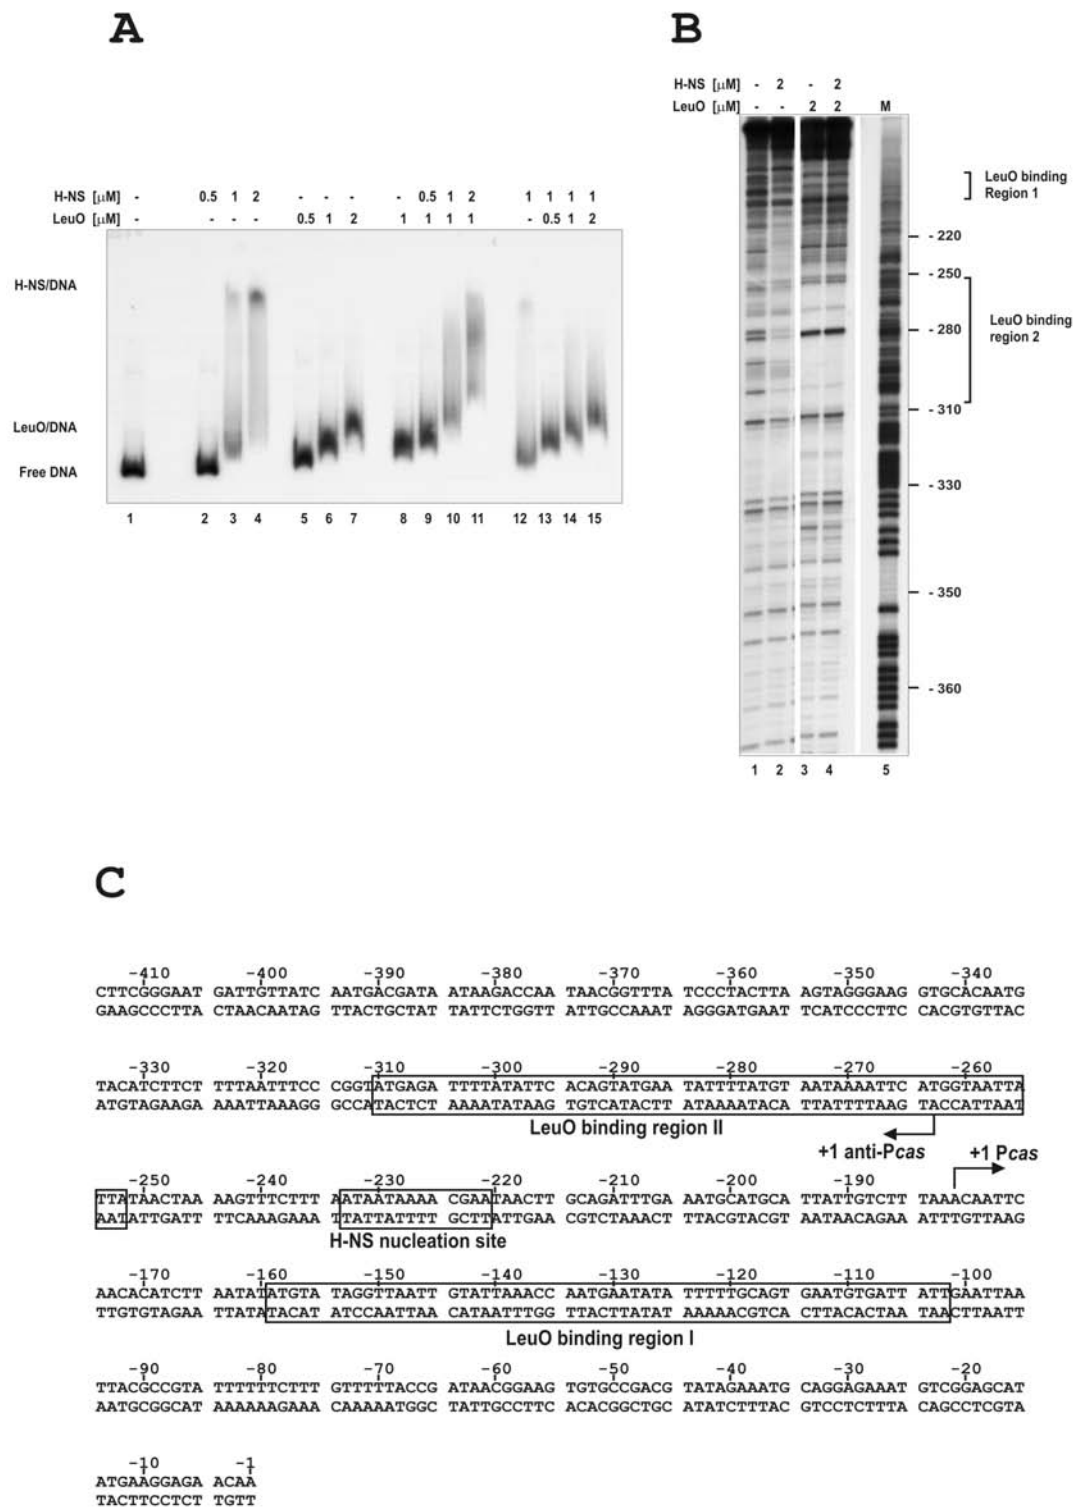 A
H-NS [µM] - 0.5 1 2 - - - - 0.5 1 2 1 1 1 1
LeuO [µM] - - - - 0.5 1 2 1 1 1 1 - 0.5 1 2
H-NS/DNA
LeuO/DNA
Free DNA
1 2 3 4 5 6 7 8 9 10 11 12 13 14 15
B
H-NS [µM] - 2 - 2
LeuO [µM] - - 2 2 M
LeuO binding
Region 1
- 220
- 250
LeuO binding
region 2
- 280
- 310
- 330
- 350
- 360
1 2 3 4 5
C
-410 -400 -390 -380 -370 -360 -350 -340
CTTCGGGAAT GATTGTTATC AATGACGATA ATAAGACCAA TAACGGTTTA TCCCTACTTA AGTAGGGAAG GTGCACAATG
GAAGCCCTTA CTAACAATAG TTACTGCTAT TATTCTGGTT ATTGCCAAAT AGGGATGAAT TCATCCCTTC CACGTGTTAC
-330 -320 -310 -300 -290 -280 -270 -260
TACATCTTCT TTTAATTTCC CGGTATGAGA TTTTATATTC ACAGTATGAA TATTTTATGT AATAAAATTC ATGGTAATTA
ATGTAGAAGA AAATTAAAGG GCCATACTCT AAAATATAAG TGTCATACTT ATAAAATACA TTATTTTAAG TACCATTAAT
LeuO binding region II
+1 anti-Pcas
+1 Pcas
-250 -240 -230 -220 -210 -200 -190
TTATAACTAA AAGTTTCTTT AATAATAAAA CGAATAACTT GCAGATTTGA AATGCATGCA TTATTGTCTT TAAACAATTC
AATATTGATT TTCAAAGAAA TTATTATTTT GCTTATTGAA CGTCTAAACT TTACGTACGT AATAACAGAA ATTTGTTAAG
H-NS nucleation site
-170 -160 -150 -140 -130 -120 -110 -100
AACACATCTT AATATATGTA TAGGTTAATT GTATTAAACC AATGAATATA TTTTTGCAGT GAATGTGATT ATTGAATTAA
TTGTGTAGAA TTATATACAT ATCCAATTAA CATAATTTGG TTACTTATAT AAAAACGTCA CTTACACTAA TAACTTAATT
LeuO binding region I
-90 -80 -70 -60 -50 -40 -30 -20
TTACGCCGTA TTTTTTCTTT GTTTTTACCG ATAACGGAAG TGTGCCGACG TATAGAAATG CAGGAGAAAT GTCGGAGCAT
AATGCGGCAT AAAAAAGAAA CAAAAATGGC TATTGCCTTC ACACGGCTGC ATATCTTTAC GTCCTCTTTA CAGCCTCGTA
-10 -1
ATGAAGGAGA ACAA
TACTTCCTCT TGTT